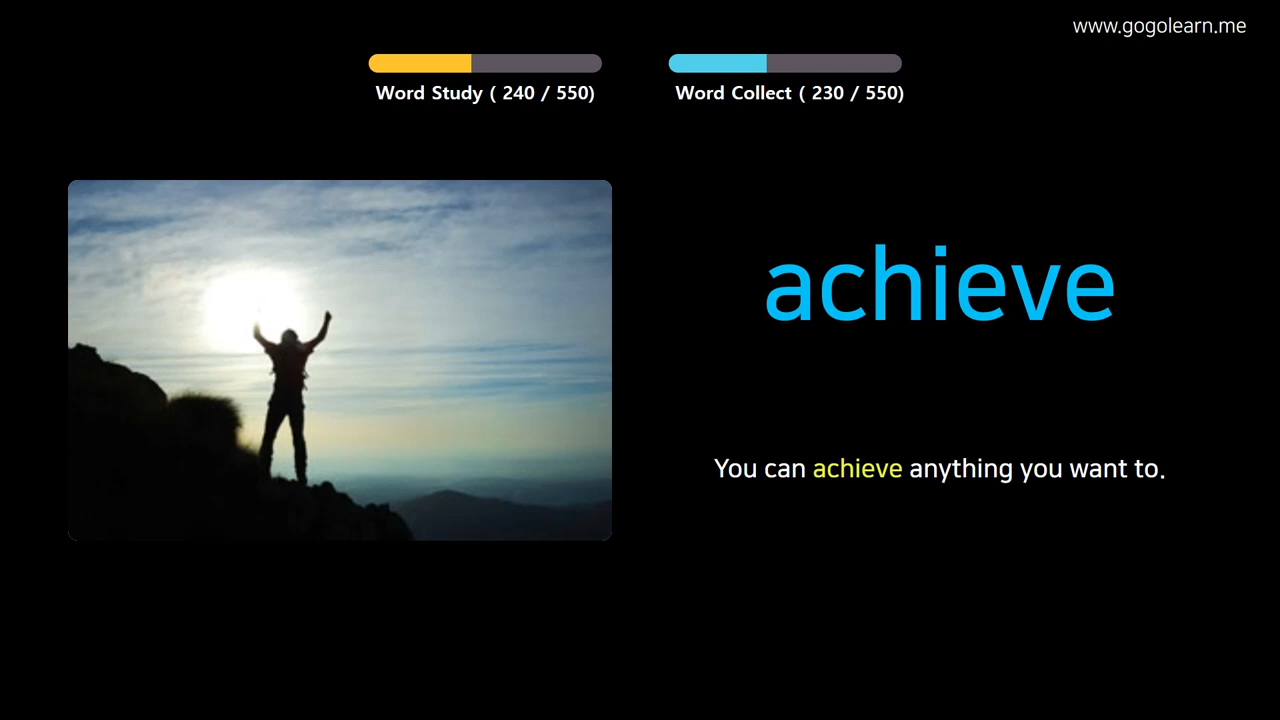 www.gogolearn.me
Word Study ( 240 / 550)
Word Collect ( 230 / 550)
achieve
You can achieve anything you want to.